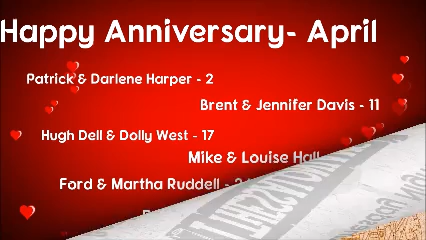 Happy Anniversary- April
Patrick & Darlene Harper - 2
Brent & Jennifer Davis - 11
Hugh Dell & Dolly West - 17
Mike & Louise Hall
Ford & Martha Ruddell -